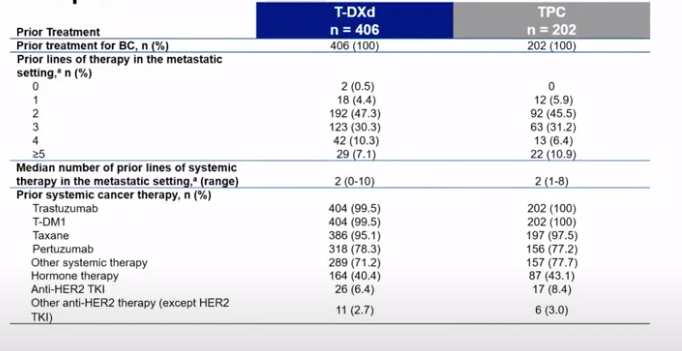 T-DXd TPC
Prior Treatment n = 406 n = 202
Prior treatment for BC, n (%) 406 (100) 202 (100)
Prior lines of therapy in the metastatic
setting,ᵃ n (%)
0 2 (0.5) 0
1 18 (4.4) 12 (5.9)
2 192 (47.3) 92 (45.5)
3 123 (30.3) 63 (31.2)
4 42 (10.3) 13 (6.4)
≥5 29 (7.1) 22 (10.9)
Median number of prior lines of systemic
therapy in the metastatic setting,ᵃ (range) 2 (0-10) 2 (1-8)
Prior systemic cancer therapy, n (%)
Trastuzumab 404 (99.5) 202 (100)
T-DM1 404 (99.5) 202 (100)
Taxane 386 (95.1) 197 (97.5)
Pertuzumab 318 (78.3) 156 (77.2)
Other systemic therapy 289 (71.2) 157 (77.7)
Hormone therapy 164 (40.4) 87 (43.1)
Anti-HER2 TKI 26 (6.4) 17 (8.4)
Other anti-HER2 therapy (except HER2
TKI) 11 (2.7) 6 (3.0)